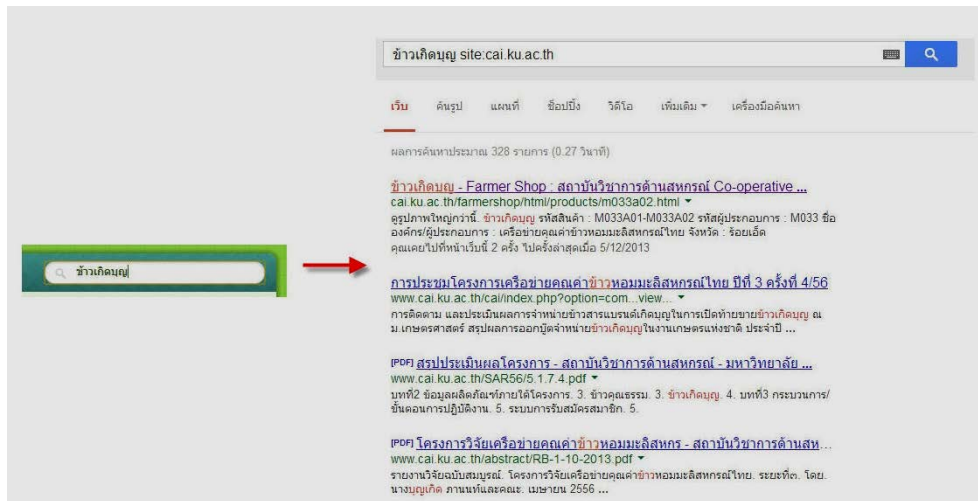 ข้าวเกิดบุญ site:cai.ku.ac.th
เว็บ ค้นรูป แผนที่ ช็อปปิ้ง วิดีโอ เพิ่มเติม เครื่องมือค้นหา
ผลการค้นหาประมาณ 328 รายการ (0.27 วินาที)
ข้าวเกิดบุญ - Farmer Shop : สถาบันวิชาการด้านสหกรณ์ Co-operative ...
cai.ku.ac.th/farmershop/html/products/m033a02.html
ดูรูปภาพใหญ่กว่านี้. ข้าวเกิดบุญ รหัสสินค้า : M033A01-M033A02 รหัสผู้ประกอบการ : M033 ชื่อ
องค์กร/ผู้ประกอบการ : เครือข่ายคุณค่าข้าวหอมมะลิสหกรณ์ไทย จังหวัด : ร้อยเอ็ด
คุณเคยไปที่หน้าเว็บนี้ 2 ครั้ง ไปครั้งล่าสุดเมื่อ 5/12/2013
ข้าวเกิดบุญ
การประชุมโครงการเครือข่ายคุณค่าข้าวหอมมะลิสหกรณ์ไทย ปีที่ 3 ครั้งที่ 4/56
www.cai.ku.ac.th/cai/index.php?option=com...view...
การติดตาม และประเมินผลการจำหน่ายข้าวสารแบรนด์เกิดบุญในการเปิดท้ายขายข้าวเกิดบุญ ณ
ม.เกษตรศาสตร์ สรุปผลการออกบู๊ตจำหน่ายข้าวเกิดบุญในงานเกษตรแห่งชาติ ประจำปี ...
[PDF] สรุปประเมินผลโครงการ - สถาบันวิชาการด้านสหกรณ์ - มหาวิทยาลัย ...
www.cai.ku.ac.th/SAR56/5.1.7.4.pdf
บทที่2 ข้อมูลผลิตภัณฑ์ภายใต้โครงการ. 3. ข้าวคุณธรรม. 3. ข้าวเกิดบุญ. 4. บทที่3 กระบวนการ/
ขั้นตอนการปฏิบัติงาน. 5. ระบบการรับสมัครสมาชิก. 5.
[PDF] โครงการวิจัยเครือข่ายคุณค่าข้าวหอมมะลิสหกร - สถาบันวิชาการด้านสห...
www.cai.ku.ac.th/abstract/RB-1-10-2013.pdf
รายงานวิจัยฉบับสมบูรณ์. โครงการวิจัยเครือข่ายคุณค่าข้าวหอมมะลิสหกรณ์ไทย. ระยะที่๓. โดย.
นางบุญเกิด ภานนท์และคณะ. เมษายน 2556 ...